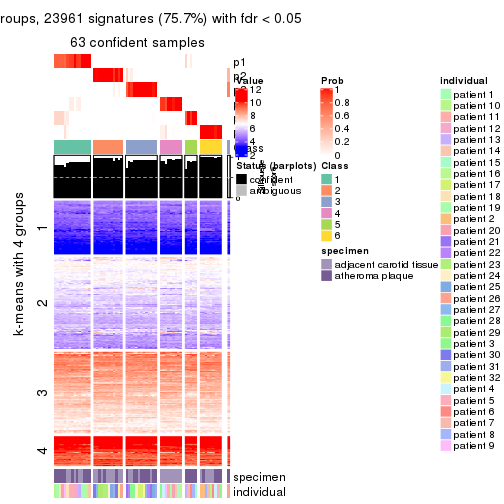 roups, 23961 signatures (75.7%) with fdr < 0.05
63 confident samples
p1
p2
Value
12
10
8
6
4
2
0
Prob
1
0.8
0.6
0.4
0.2
0
Status (barplots)
confident
ambiguous
Class
1
2
3
4
5
6
specimen
adjacent carotid tissue
atheroma plaque
individual
patient 1
patient 10
patient 11
patient 12
patient 13
patient 14
patient 15
patient 16
patient 17
patient 18
patient 19
patient 2
patient 20
patient 21
patient 22
patient 23
patient 24
patient 25
patient 26
patient 27
patient 28
patient 29
patient 3
patient 30
patient 31
patient 32
patient 4
patient 5
patient 6
patient 7
patient 8
patient 9
k-means with 4 groups
1
2
3
4
specimen
individual